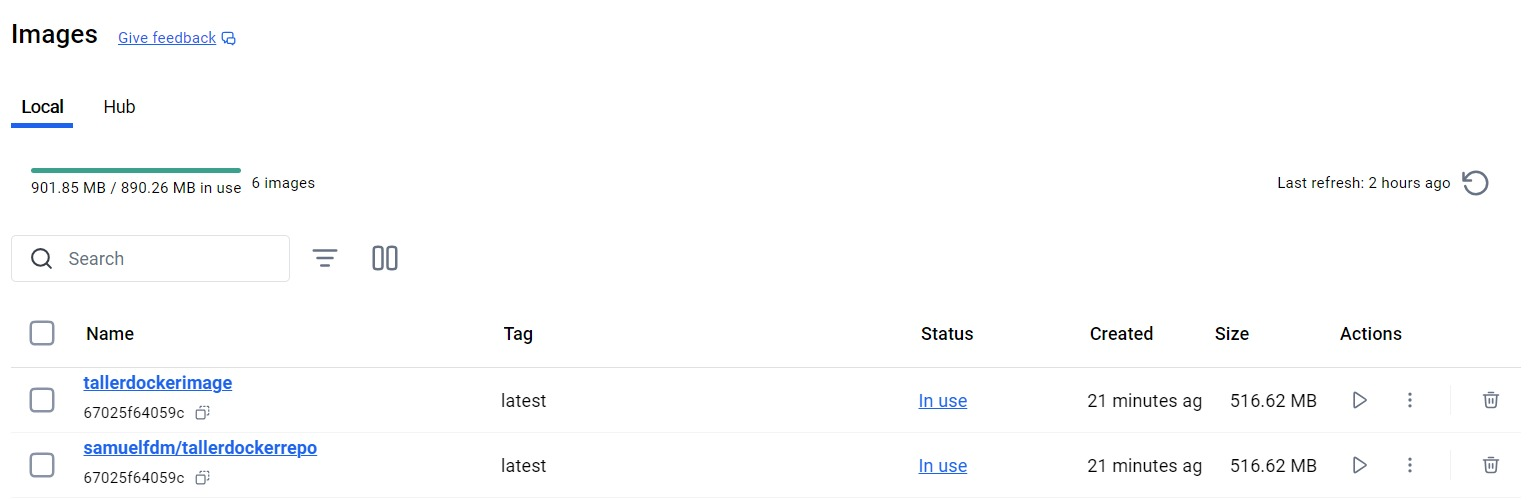 Images Give feedback
Local Hub
901.85 MB / 890.26 MB in use 6 images Last refresh: 2 hours ago
Search
Name Tag Status Created Size Actions
tallerdockerimage
67025f64059c latest In use 21 minutes ag 516.62 MB
samuelfdm/tallerdockerrepo
67025f64059c latest In use 21 minutes ag 516.62 MB